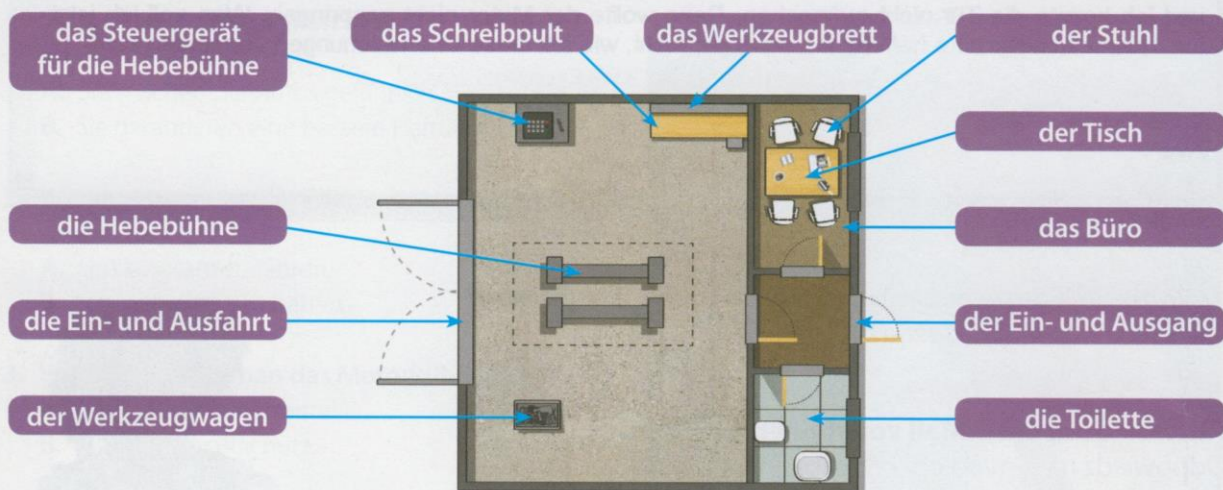 das Steuergerät
für die Hebebühne
das Schreibpult
das Werkzeugbrett
der Stuhl
der Tisch
die Hebebühne
das Büro
die Ein- und Ausfahrt
der Ein- und Ausgang
der Werkzeugwagen
die Toilette